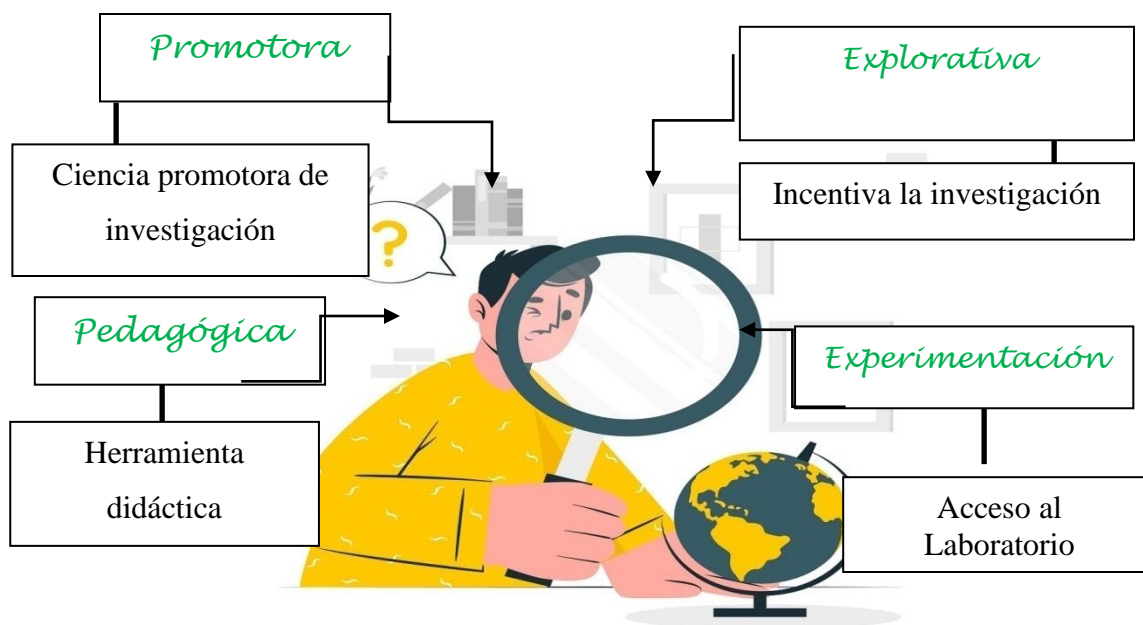 Promotora
Ciencia promotora de
investigación
Explorativa
Incentiva la investigación
?
Pedagógica
Herramienta
didáctica
Experimentación
Acceso al
Laboratorio